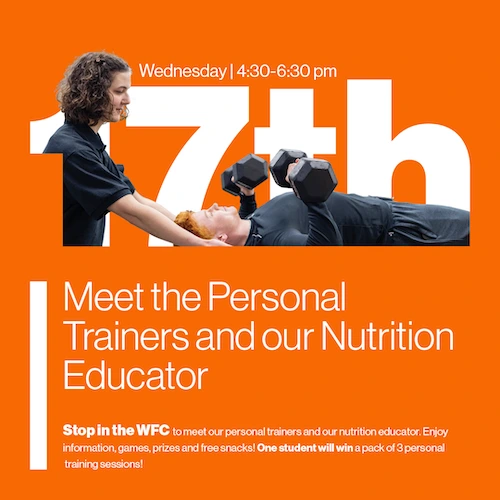 Wednesday | 4:30-6:30 pm
17th
Meet the Personal
Trainers and our Nutrition
Educator
Stop in the WFC to meet our personal trainers and our nutrition educator. Enjoy
information, games, prizes and free snacks! One student will win a pack of 3 personal
training sessions!